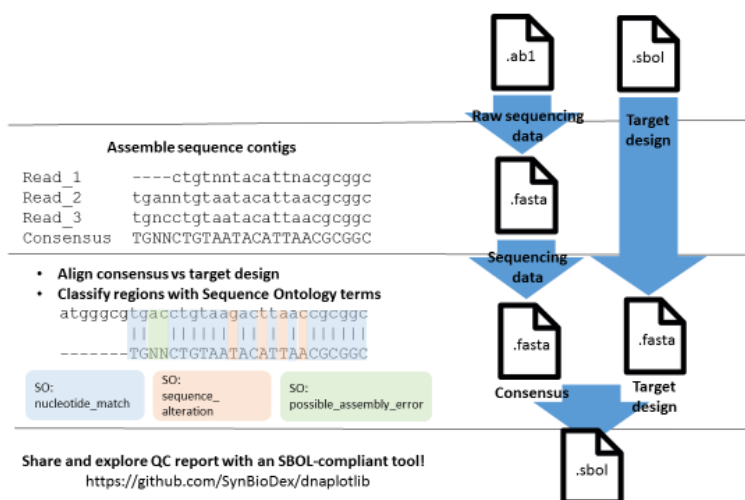 .ab1
.sbol
Raw sequencing
data
Target
design
Assemble sequence contigs
Read_1 ----ctgtnntacattnacgcggc
Read_2 tganntgtaatacattaacgcggc
Read_3 tgncctgtaatacattaacgcggc
Consensus TGNNCTGTAATACATTAACGCGGC
.fasta
Sequencing
data
• Align consensus vs target design
• Classify regions with Sequence Ontology terms
atgggcgtgacctgtaagacttaaccgcggc
-------TGNNCTGTAATACATTAACGCGGC
.fasta
.fasta
SO:
nucleotide_match
SO:
sequence_
alteration
SO:
possible_assembly_error
Consensus
Target
design
.sbol
Share and explore QC report with an SBOL-compliant tool!
https://github.com/SynBioDex/dnaplotlib